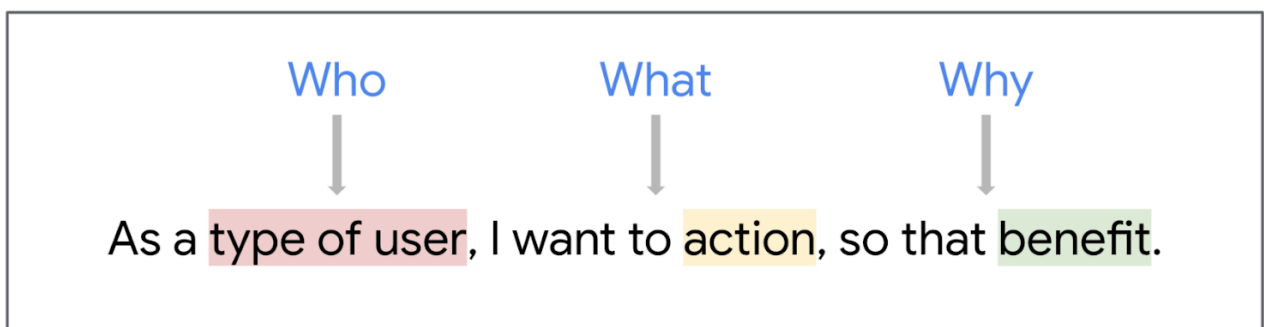 Who What Why
As a type of user, I want to action, so that benefit.